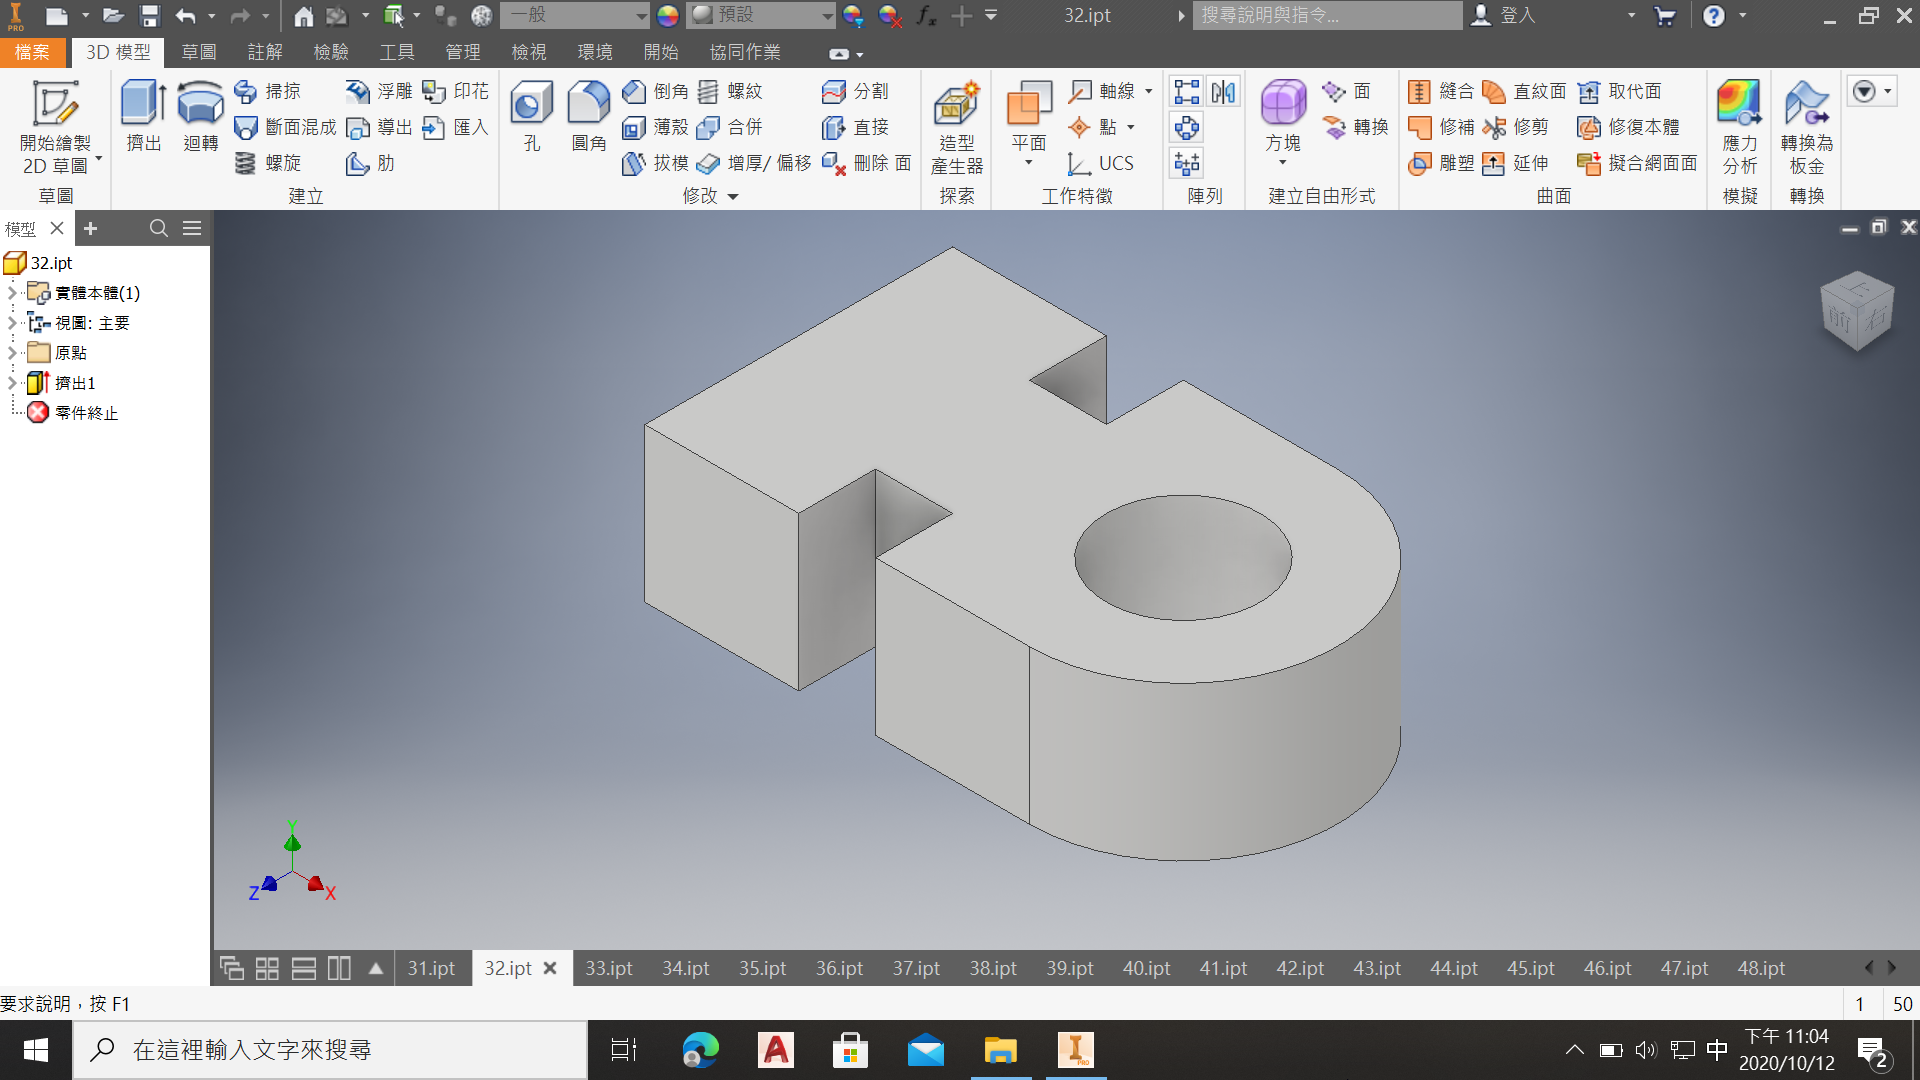 PRO
一般
預設
fx
32.ipt
搜尋說明與指令...
登入
檔案
3D 模型
草圖
註解
檢驗
工具
管理
檢視
環境
開始
協同作業
開始繪製
2D 草圖
草圖
擠出
迴轉
掃掠
斷面混成
螺旋
浮雕
導出
肋
印花
匯入
建立
孔
圓角
倒角
薄殼
拔模
螺紋
合併
增厚/ 偏移
分割
直接
刪除 面
修改
造型
產生器
探索
平面
軸線
點
UCS
工作特徵
陣列
方塊
面
轉換
建立自由形式
縫合
修補
雕塑
直紋面
修剪
延伸
取代面
修復本體
擬合網面面
曲面
應力
分析
模擬
轉換為
板金
轉換
模型
32.ipt
實體本體(1)
視圖: 主要
原點
擠出1
零件終止
上
前
右
Y
Z
X
31.ipt
32.ipt
33.ipt
34.ipt
35.ipt
36.ipt
37.ipt
38.ipt
39.ipt
40.ipt
41.ipt
42.ipt
43.ipt
44.ipt
45.ipt
46.ipt
47.ipt
48.ipt
要求說明，按 F1
1
50
在這裡輸入文字來搜尋
中
下午 11:04
2020/10/12
2